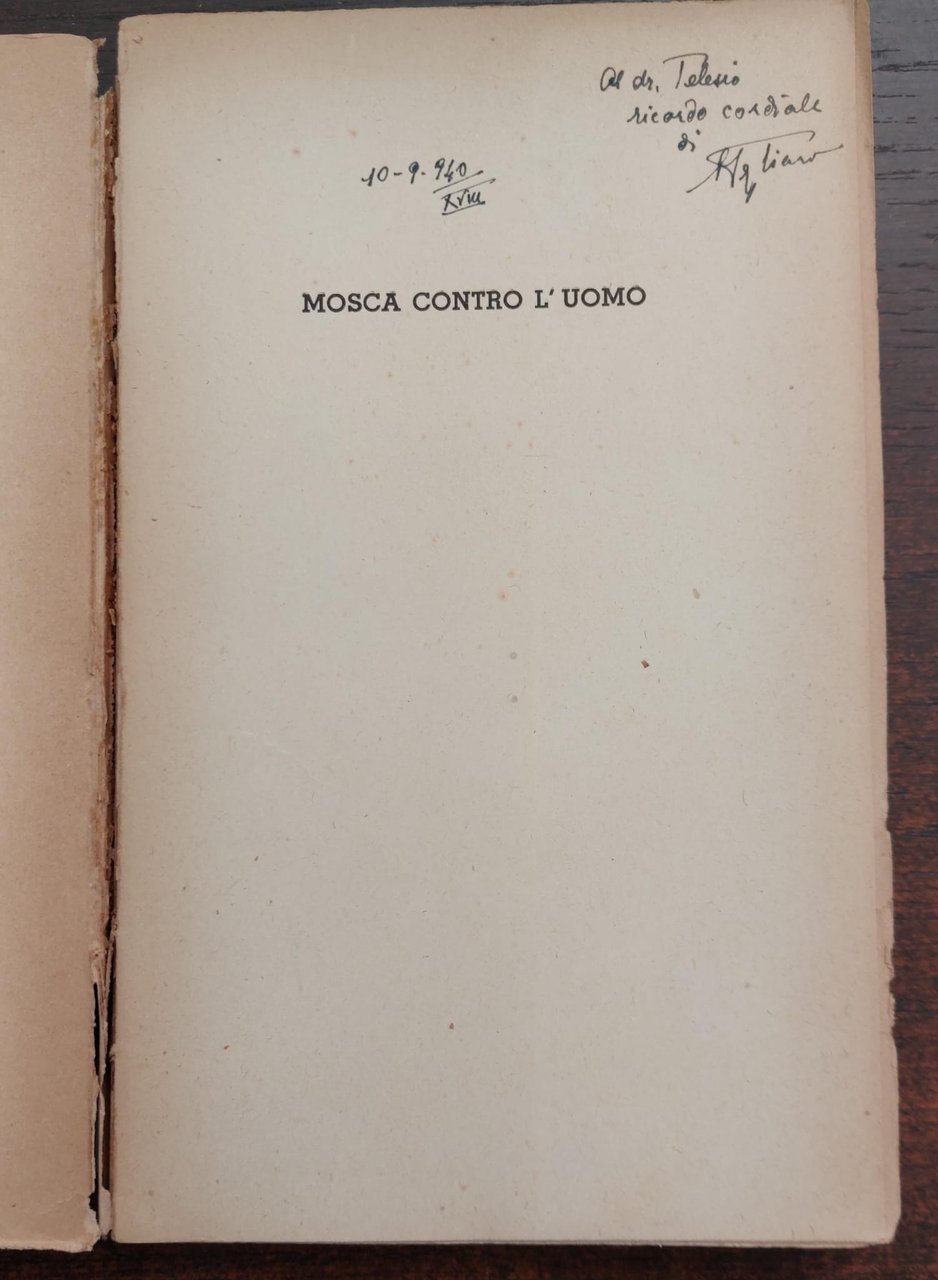 Al dr. Telesio
ricordo cordiale
di
10-9-940
XVIII
MOSCA CONTRO L'UOMO